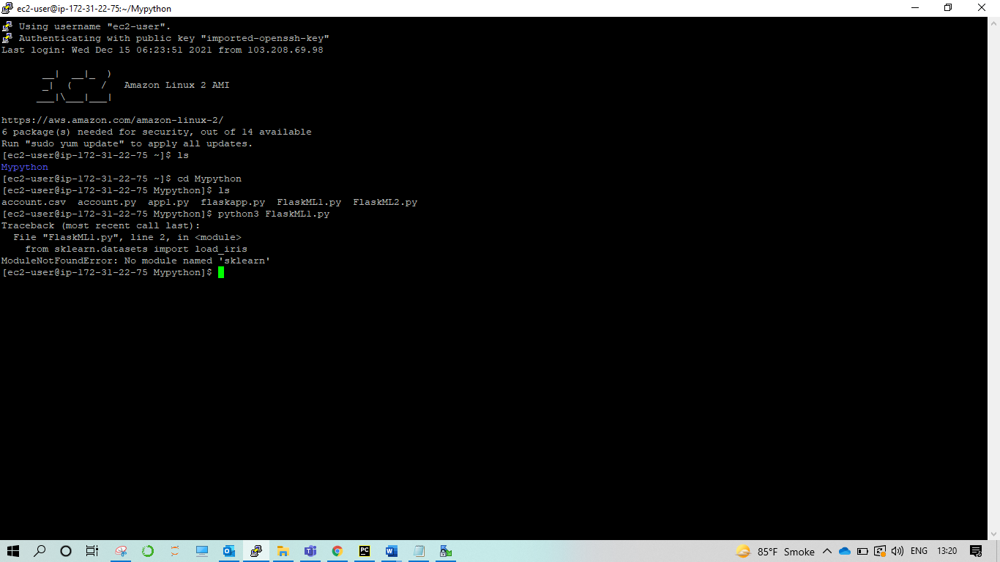 ec2-user@ip-172-31-22-75:~/Mypython
Using username "ec2-user".
Authenticating with public key "imported-openssh-key"
Last login: Wed Dec 15 06:23:51 2021 from 103.208.69.98
__|  __|_  )
_|  (     /   Amazon Linux 2 AMI
___|\___|___|
https://aws.amazon.com/amazon-linux-2/
6 package(s) needed for security, out of 14 available
Run "sudo yum update" to apply all updates.
[ec2-user@ip-172-31-22-75 ~]$ ls
Mypython
[ec2-user@ip-172-31-22-75 ~]$ cd Mypython
[ec2-user@ip-172-31-22-75 Mypython]$ ls
account.csv  account.py  app1.py  flaskapp.py  FlaskML1.py  FlaskML2.py
[ec2-user@ip-172-31-22-75 Mypython]$ python3 FlaskML1.py
Traceback (most recent call last):
  File "FlaskML1.py", line 2, in <module>
    from sklearn.datasets import load_iris
ModuleNotFoundError: No module named 'sklearn'
[ec2-user@ip-172-31-22-75 Mypython]$
85°F Smoke ENG 13:20